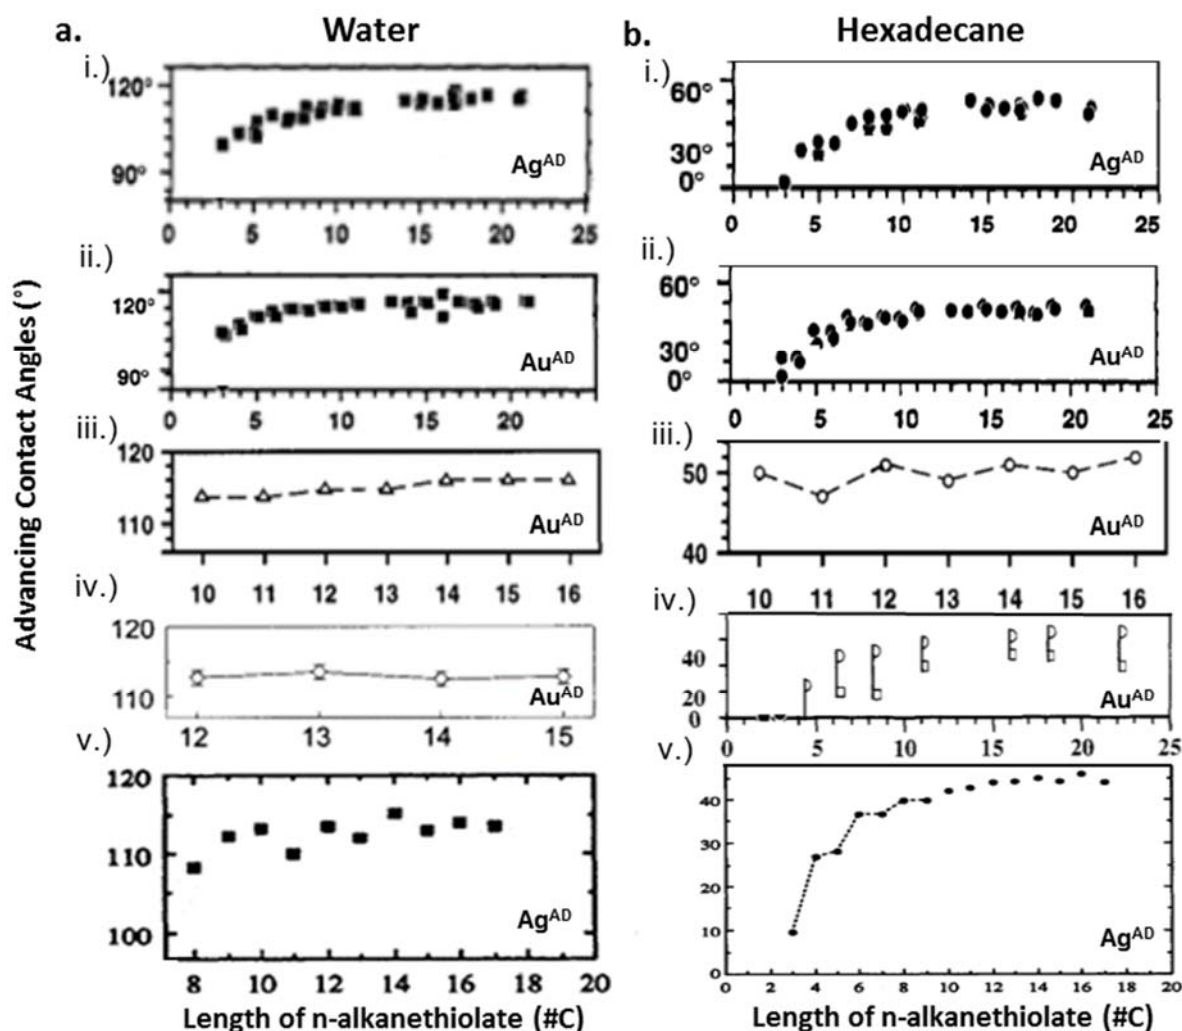 a.
Water
i.)
120°
90°
Ag^AD
0 5 10 15 20 25
ii.)
120°
90°
Au^AD
0 5 10 15 20
iii.)
120
110
Au^AD
10 11 12 13 14 15 16
iv.)
120
110
Au^AD
12 13 14 15
v.)
120
110
100
Ag^AD
8 10 12 14 16 18 20
Length of n-alkanethiolate (#C)
Advancing Contact Angles (°)
b.
Hexadecane
i.)
60°
30°
0°
Ag^AD
0 5 10 15 20 25
ii.)
60°
30°
0°
Au^AD
0 5 10 15 20 25
iii.)
50
40
Au^AD
10 11 12 13 14 15 16
iv.)
40
20
0
Au^AD
0 5 10 15 20 25
v.)
40
30
20
10
0
Ag^AD
0 2 4 6 8 10 12 14 16 18 20
Length of n-alkanethiolate (#C)